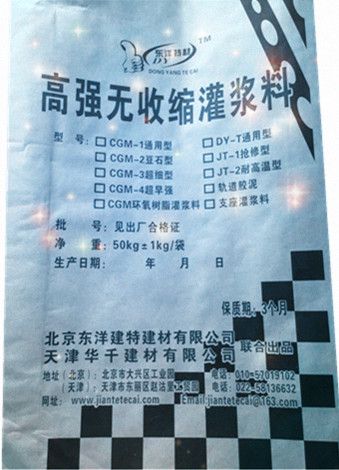 东洋特材 TM
DONG YANG TE CAI
高强无收缩灌浆料
型 号: □CGM-1通用型 □DY-T通用型
□CGM-2豆石型 □JT-1抢修型
□CGM-3超细型 □JT-2耐高温型
□CGM-4超早强 □轨道胶泥
□CGM环氧树脂灌浆料 □支座灌浆料
批 号: 见出厂合格证
净 重: 50kg±1kg/袋
生产日期: 年 月 日
保质期: 3个月
北京东洋建特建材有限公司
天津华千建材有限公司 联合出品
地址(北京): 北京市大兴区工业园 电话: 010-57019102
(天津): 天津市东丽区赵沽里工贸园 电话: 022-58136632
网址: www.jiantetecai.com Email:jiantetecai@163.com